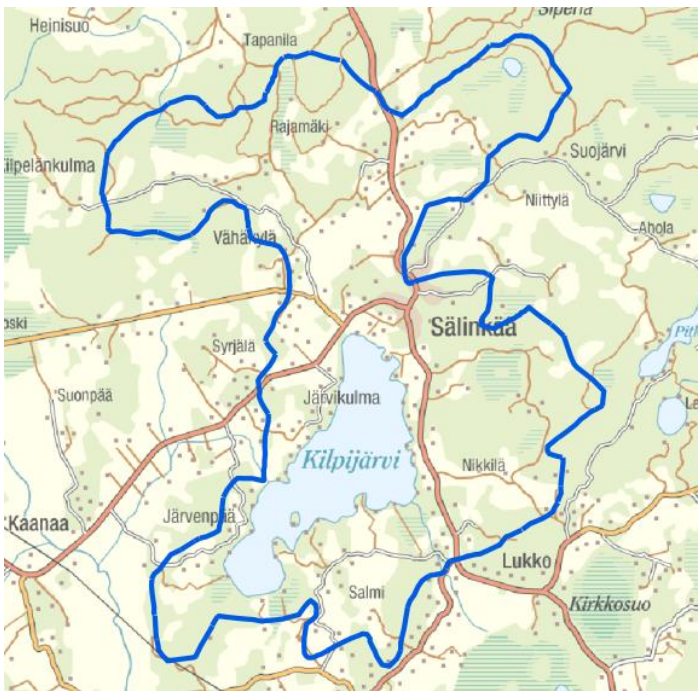 Siperia
Heinisuo
Tapanila
Rajamäki
Suojärvi
Kilpelänkulma
Niittylä
Ahola
Vähäkylä
Sälinkää
Syrjälä
Suonpää
Järvikulma
Kilpijärvi
Nikkilä
Järvenpää
Kaanaa
Lukko
Salmi
Kirkkosuo